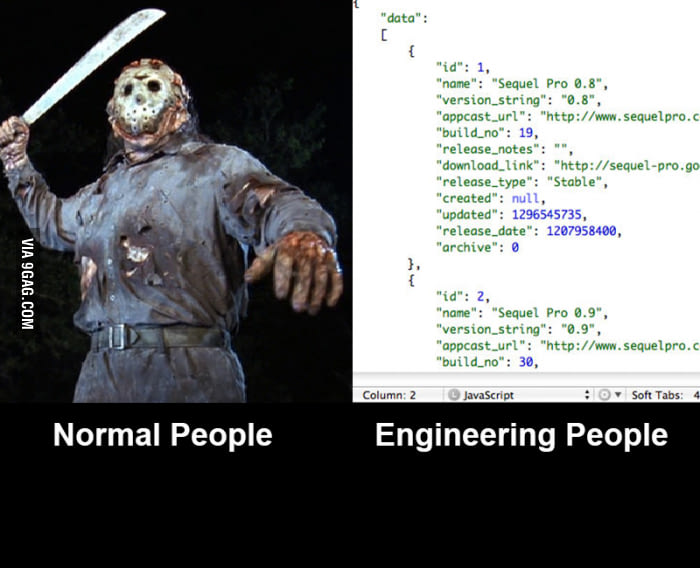 VIA 9GAG.COM
{
"data":
[
{
"id": 1,
"name": "Sequel Pro 0.8",
"version_string": "0.8",
"appcast_url": "http://www.sequelpro.c
"build_no": 19,
"release_notes": "",
"download_link": "http://sequel-pro.go
"release_type": "Stable",
"created": null,
"updated": 1296545735,
"release_date": 1207958400,
"archive": 0
},
{
"id": 2,
"name": "Sequel Pro 0.9",
"version_string": "0.9",
"appcast_url": "http://www.sequelpro.c
"build_no": 30,
Column: 2 L JavaScript Soft Tabs: 4
Normal People
Engineering People